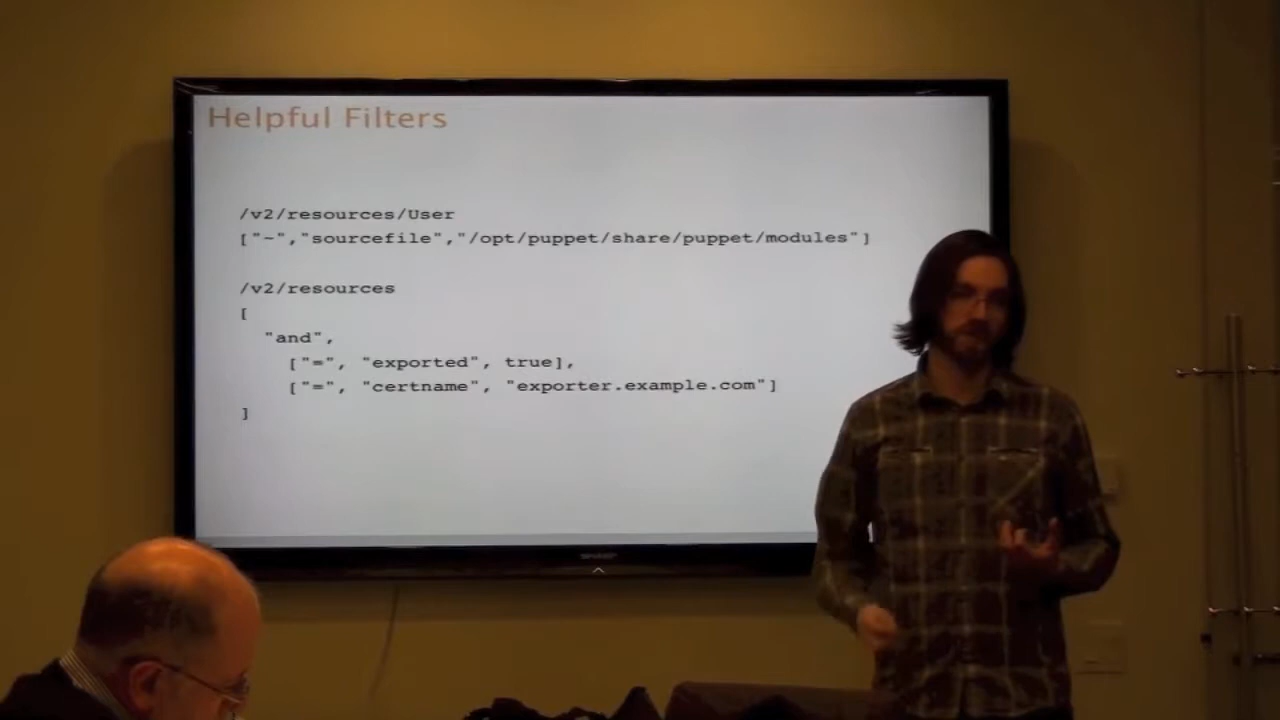 Helpful Filters
/v2/resources/User
["~","sourcefile","/opt/puppet/share/puppet/modules"]
/v2/resources
[
"and",
["=", "exported", true],
["=", "certname", "exporter.example.com"]
]
SHARP